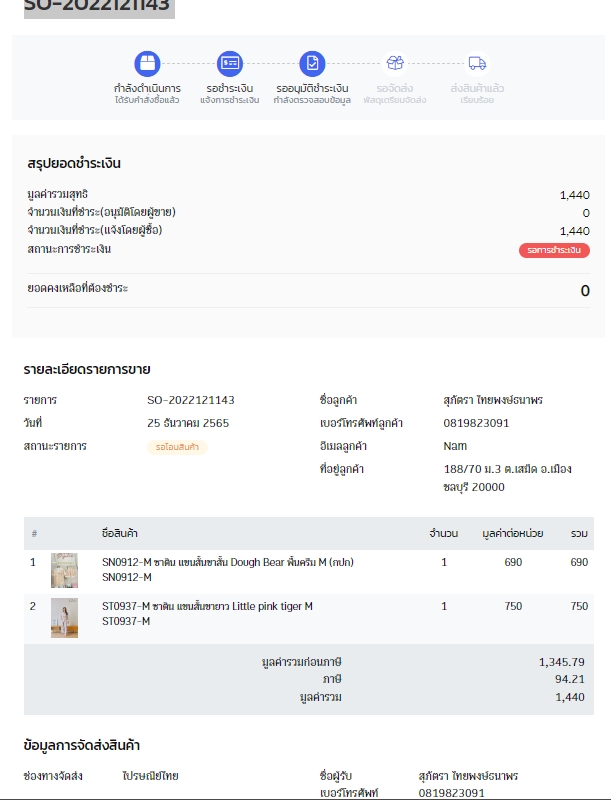 SO-2022121143
กำลังดำเนินการ รอชำระเงิน รออนุมัติชำระเงิน รอจัดส่ง ส่งสินค้าแล้ว
ได้รับคำสั่งซื้อแล้ว แจ้งการชำระเงิน กำลังตรวจสอบข้อมูล พัสดุเตรียมจัดส่ง เรียบร้อย
สรุปยอดชำระเงิน
มูลค่ารวมสุทธิ 1,440
จำนวนเงินที่ชำระ(อนุมัติโดยผู้ขาย) 0
จำนวนเงินที่ชำระ(แจ้งโดยผู้ซื้อ) 1,440
สถานะการชำระเงิน รอการชำระเงิน
ยอดคงเหลือที่ต้องชำระ 0
รายละเอียดรายการขาย
รายการ SO-2022121143 ชื่อลูกค้า สุภัตรา ไทยพงษ์ธนาพร
วันที่ 25 ธันวาคม 2565 เบอร์โทรศัพท์ลูกค้า 0819823091
สถานะรายการ รอโอนสินค้า อีเมลลูกค้า Nam
ที่อยู่ลูกค้า 188/70 ม.3 ต.เสม็ด อ.เมือง
ชลบุรี 20000
# ชื่อสินค้า จำนวน มูลค่าต่อหน่วย รวม
1 SN0912-M ซาติน แขนสั้นขาสั้น Dough Bear พื้นครีม M (กปก) 1 690 690
SN0912-M
2 ST0937-M ซาติน แขนสั้นขายาว Little pink tiger M 1 750 750
ST0937-M
มูลค่ารวมก่อนภาษี 1,345.79
ภาษี 94.21
มูลค่ารวม 1,440
ข้อมูลการจัดส่งสินค้า
ช่องทางจัดส่ง ไปรษณีย์ไทย ชื่อผู้รับ สุภัตรา ไทยพงษ์ธนาพร
เบอร์โทรศัพท์ 0819823091